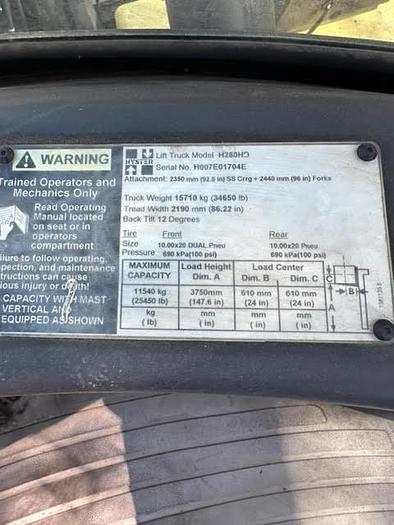 WARNING
Trained Operators and
Mechanics Only
Read Operating
Manual located
on seat or in
operators
compartment
failure to follow operating,
inspection, and maintenance
instructions can cause
serious injury or death!
CAPACITY WITH MAST
VERTICAL AND
EQUIPPED AS SHOWN
HYSTER
Lift Truck Model H280HD
Serial No. H007E01704E
Attachment: 2350 mm (92.5 in) SS Crrg + 2440 mm (96 in) Forks
Truck Weight 15710 kg (34650 lb)
Tread Width 2190 mm (86.22 in)
Back Tilt 12 Degrees
Tire Front Rear
Size 10.00x20 DUAL Pneu 10.00x20 Pneu
Pressure 690 kPa(100 psi) 690 kPa(100 psi)
MAXIMUM CAPACITY Load Height Dim. A Load Center Dim. B Dim. C
11540 kg 3750mm 610 mm 610 mm
(25450 lb) (147.6 in) (24 in) (24 in)
kg mm mm mm
( lb) ( in ) ( in ) ( in )
C
B
A